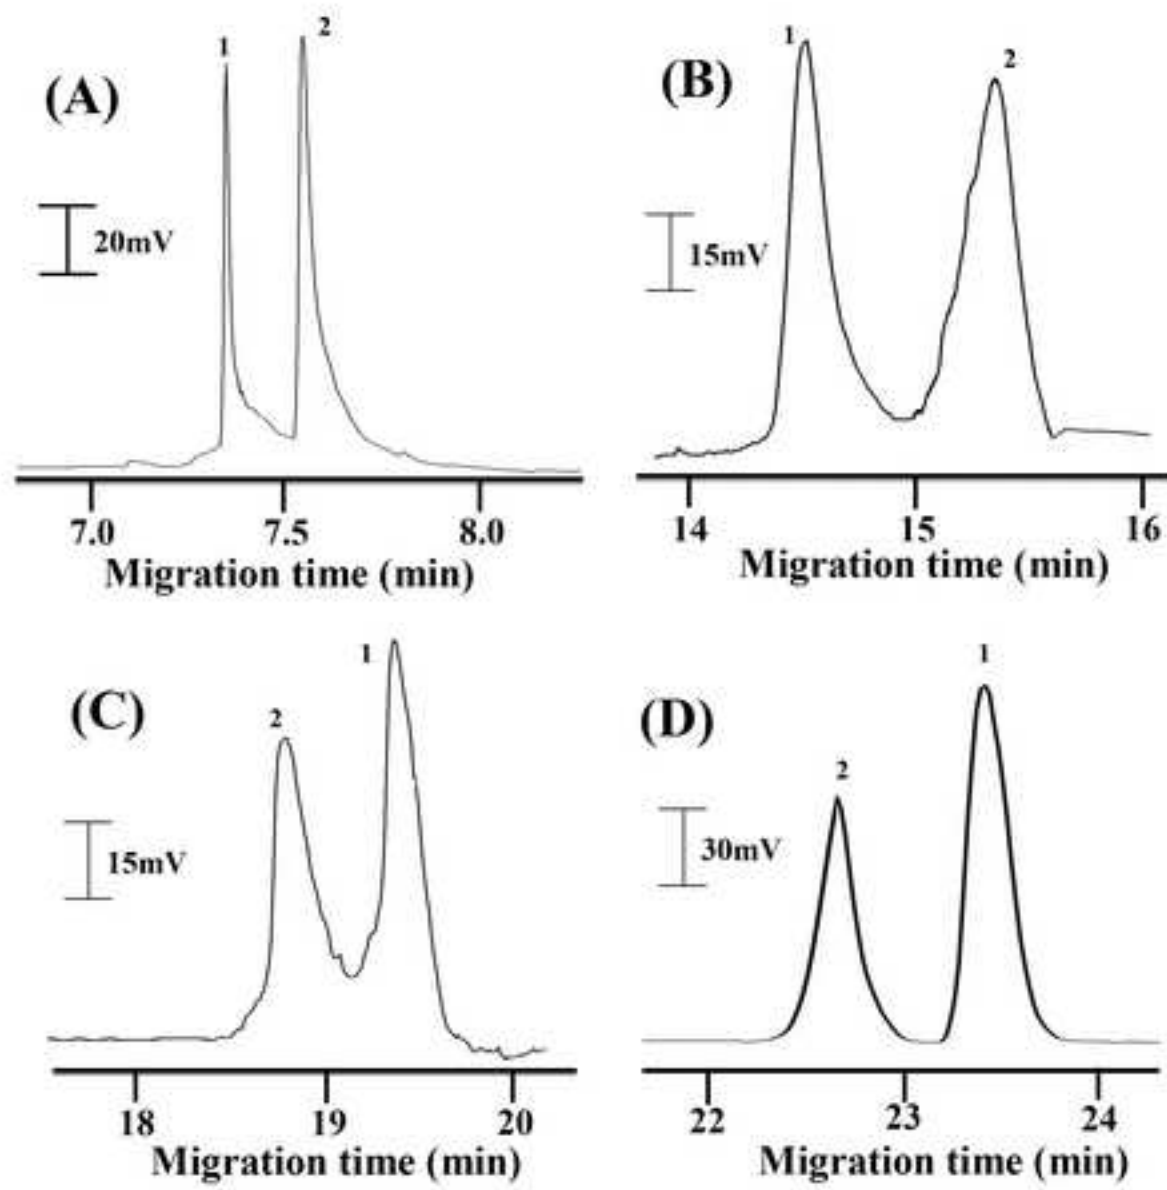 (A)
1
2
20mV
7.0 7.5 8.0
Migration time (min)
(B)
1
2
15mV
14 15 16
Migration time (min)
(C)
2
1
15mV
18 19 20
Migration time (min)
(D)
2
1
30mV
22 23 24
Migration time (min)